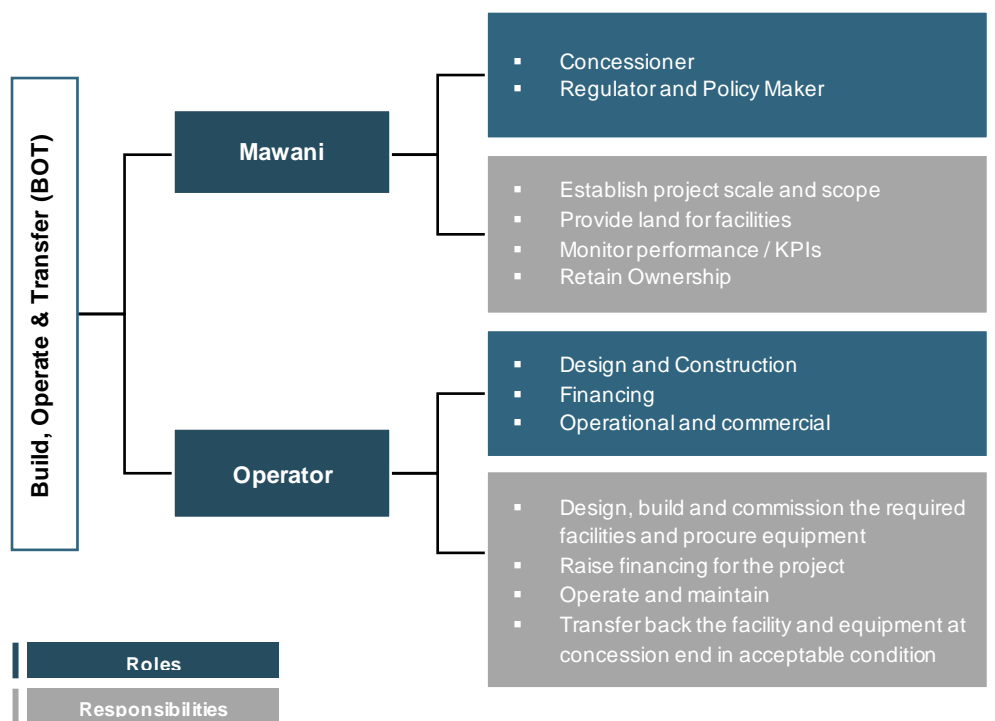 Build, Operate & Transfer (BOT)
Mawani
▪ Concessioner
▪ Regulator and Policy Maker
▪ Establish project scale and scope
▪ Provide land for facilities
▪ Monitor performance / KPIs
▪ Retain Ownership
Operator
▪ Design and Construction
▪ Financing
▪ Operational and commercial
▪ Design, build and commission the required
facilities and procure equipment
▪ Raise financing for the project
▪ Operate and maintain
▪ Transfer back the facility and equipment at
concession end in acceptable condition
Roles
Responsibilities